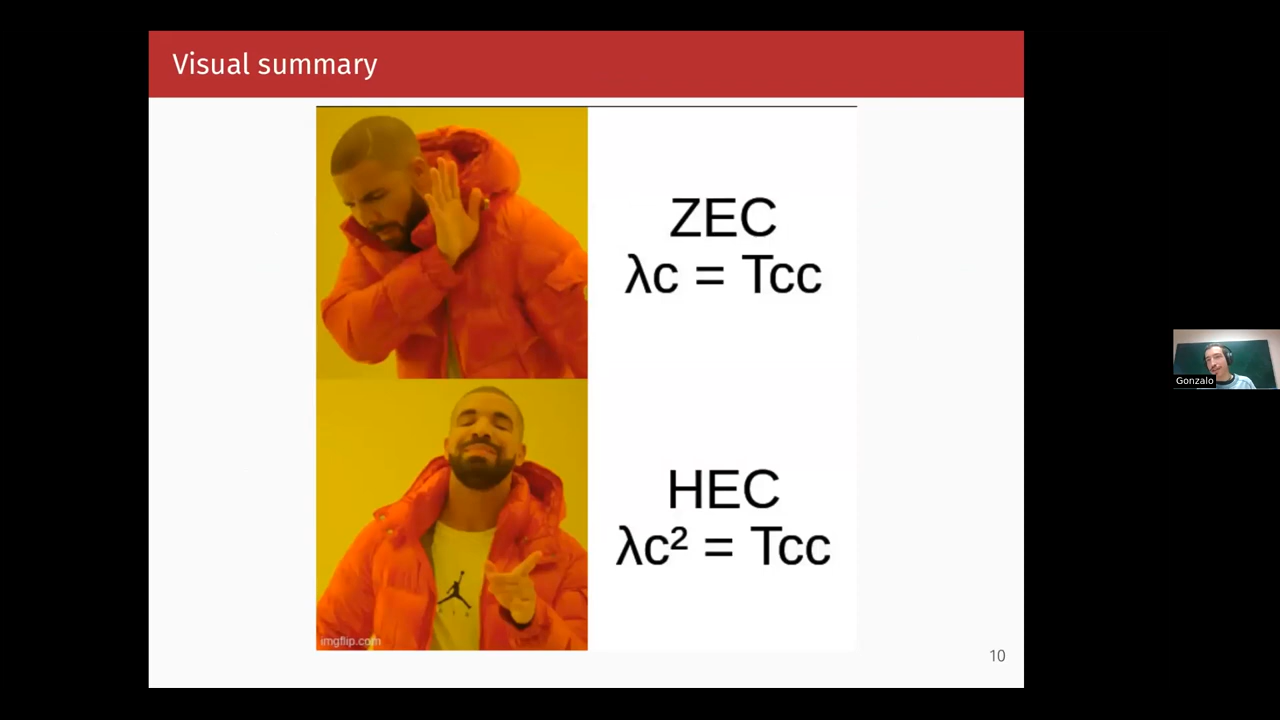 Visual summary
ZEC
λc = Tcc
HEC
λc² = Tcc
imgflip.com
10
Gonzalo